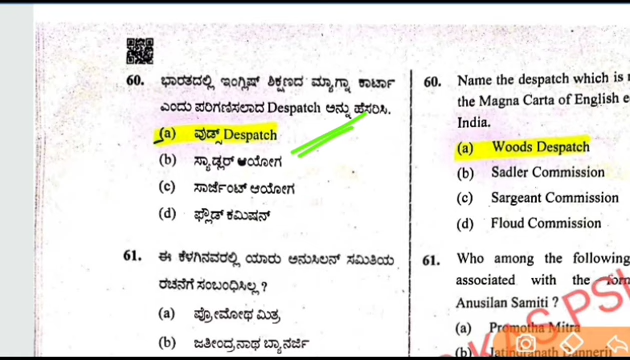 60. ಭಾರತದಲ್ಲಿ ಇಂಗ್ಲಿಷ್ ಶಿಕ್ಷಣದ ಮ್ಯಾಗ್ನಾ ಕಾರ್ಟಾ
ಎಂದು ಪರಿಗಣಿಸಲಾದ Despatch ಅನ್ನು ಹೆಸರಿಸಿ.
(a) ವುಡ್ಸ್ Despatch
(b) ಸ್ಯಾಡ್ಲರ್ ಆಯೋಗ
(c) ಸಾರ್ಜೆಂಟ್ ಆಯೋಗ
(d) ಫ್ಲೌಡ್ ಕಮಿಷನ್
61. ಈ ಕೆಳಗಿನವರಲ್ಲಿ ಯಾರು ಅನುಸಿಲನ್ ಸಮಿತಿಯ
ರಚನೆಗೆ ಸಂಬಂಧಿಸಿಲ್ಲ ?
(a) ಪ್ರೋಮೋಥ ಮಿತ್ರ
(b) ಜತೀಂದ್ರನಾಥ ಬ್ಯಾನರ್ಜಿ
60. Name the despatch which is
the Magna Carta of English
India.
(a) Woods Despatch
(b) Sadler Commission
(c) Sargeant Commission
(d) Floud Commission
61. Who among the following
associated with the
Anusilan Samiti ?
(a) Promotha Mitra
(b)